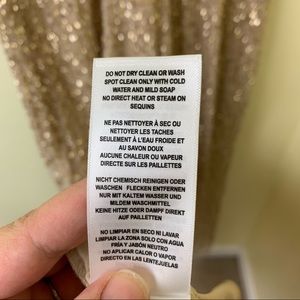 DO NOT DRY CLEAN OR WASH
SPOT CLEAN ONLY WITH COLD
WATER AND MILD SOAP
NO DIRECT HEAT OR STEAM ON
SEQUINS
NE PAS NETTOYER À SEC OU
NETTOYER LES TACHES
SEULEMENT À L'EAU FROIDE ET
AU SAVON DOUX
AUCUNE CHALEUR OU VAPEUR
DIRECTE SUR LES PAILLETTES
NICHT CHEMISCH REINIGEN ODER
WASCHEN FLECKEN ENTFERNEN
NUR MIT KALTEM WASSER UND
MILDEM WASCHMITTEL
KEINE HITZE ODER DAMPF DIREKT
AUF PAILLETTEN
NO LIMPIAR EN SECO NI LAVAR
LIMPIAR LA ZONA SOLO CON AGUA
FRÍA Y JABÓN NEUTRO
NO APLICAR CALOR O VAPOR
DIRECTO EN LAS LENTEJUELAS